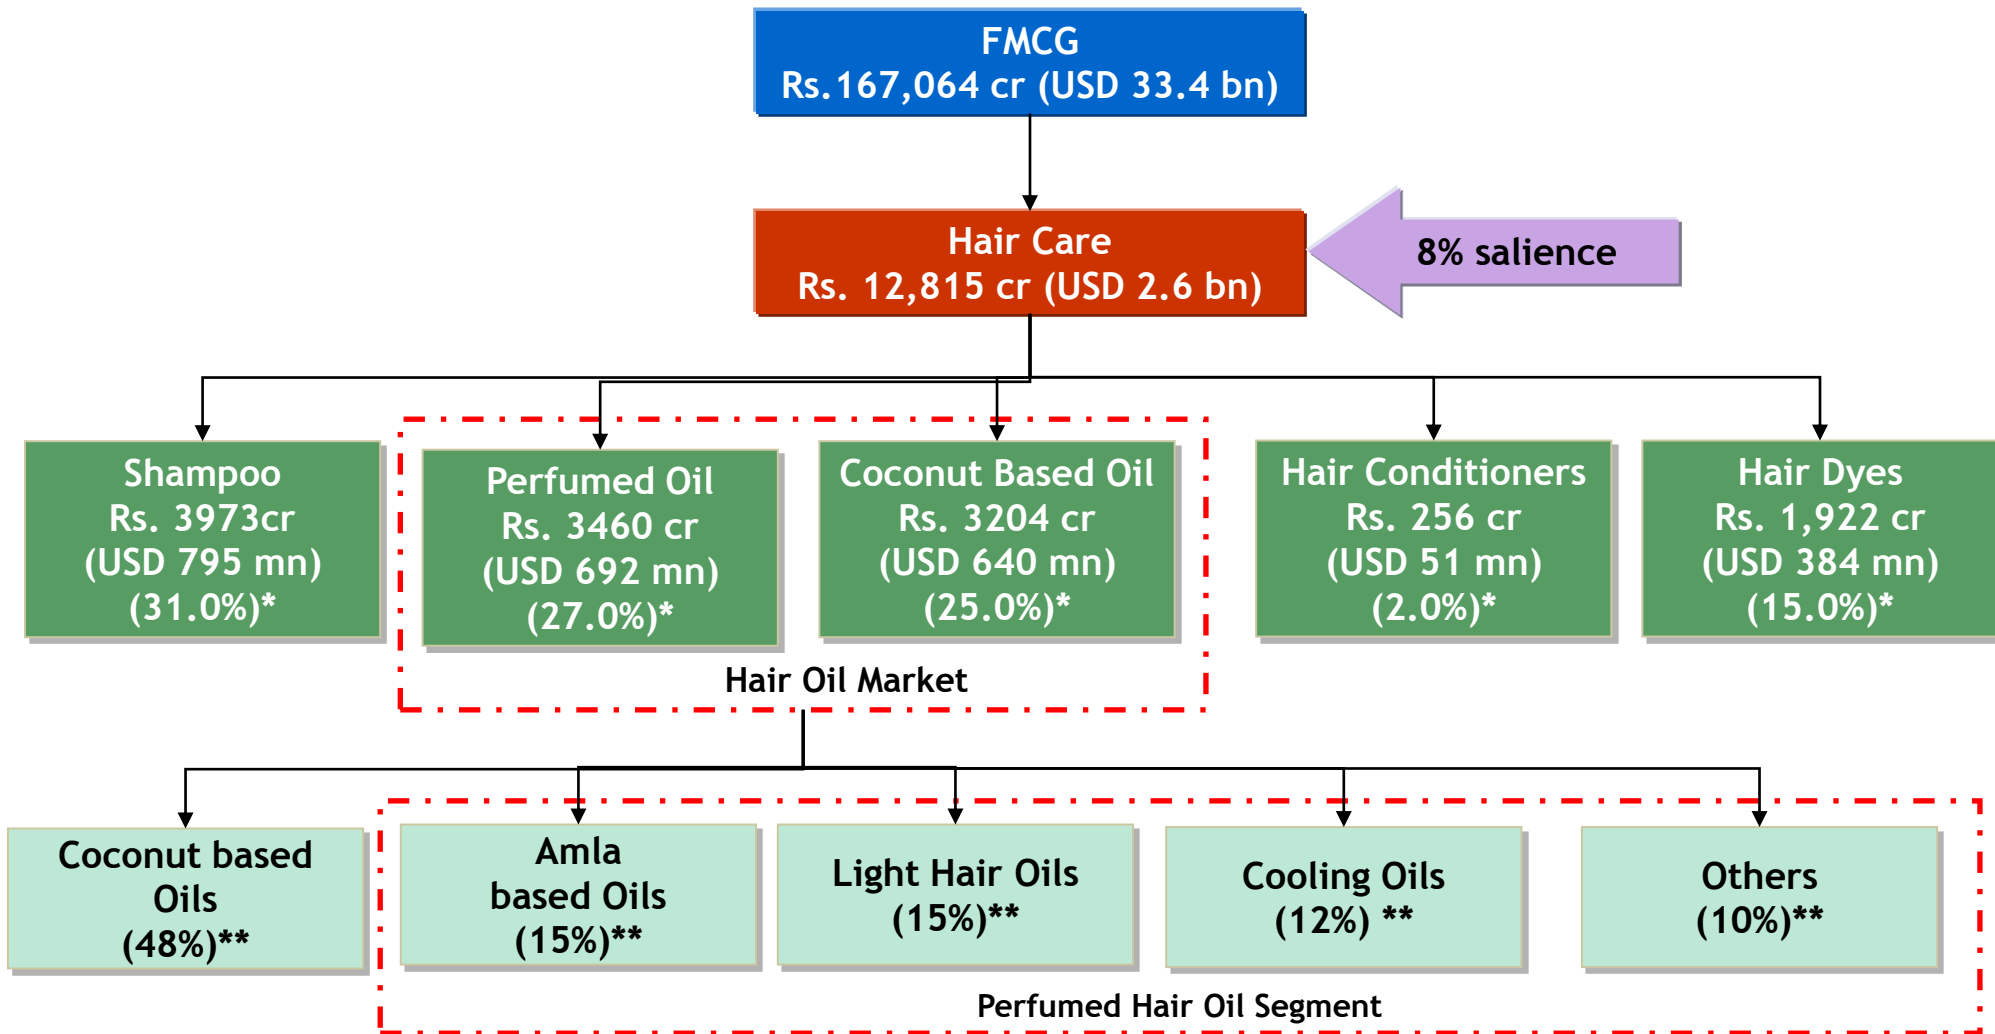 FMCG
Rs.167,064 cr (USD 33.4 bn)
Hair Care
Rs. 12,815 cr (USD 2.6 bn)
8% salience
Shampoo
Rs. 3973cr
(USD 795 mn)
(31.0%)*
Perfumed Oil
Rs. 3460 cr
(USD 692 mn)
(27.0%)*
Coconut Based Oil
Rs. 3204 cr
(USD 640 mn)
(25.0%)*
Hair Conditioners
Rs. 256 cr
(USD 51 mn)
(2.0%)*
Hair Dyes
Rs. 1,922 cr
(USD 384 mn)
(15.0%)*
Hair Oil Market
Coconut based
Oils
(48%)**
Amla
based Oils
(15%)**
Light Hair Oils
(15%)**
Cooling Oils
(12%) **
Others
(10%)**
Perfumed Hair Oil Segment